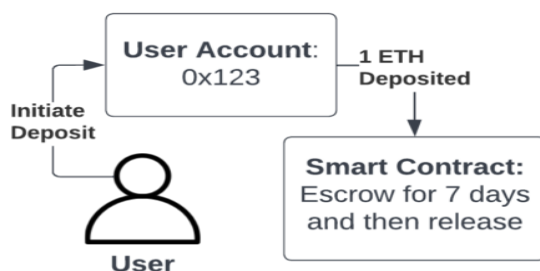 User Account:
0x123
1 ETH
Deposited
Initiate
Deposit
Smart Contract:
Escrow for 7 days
and then release
User